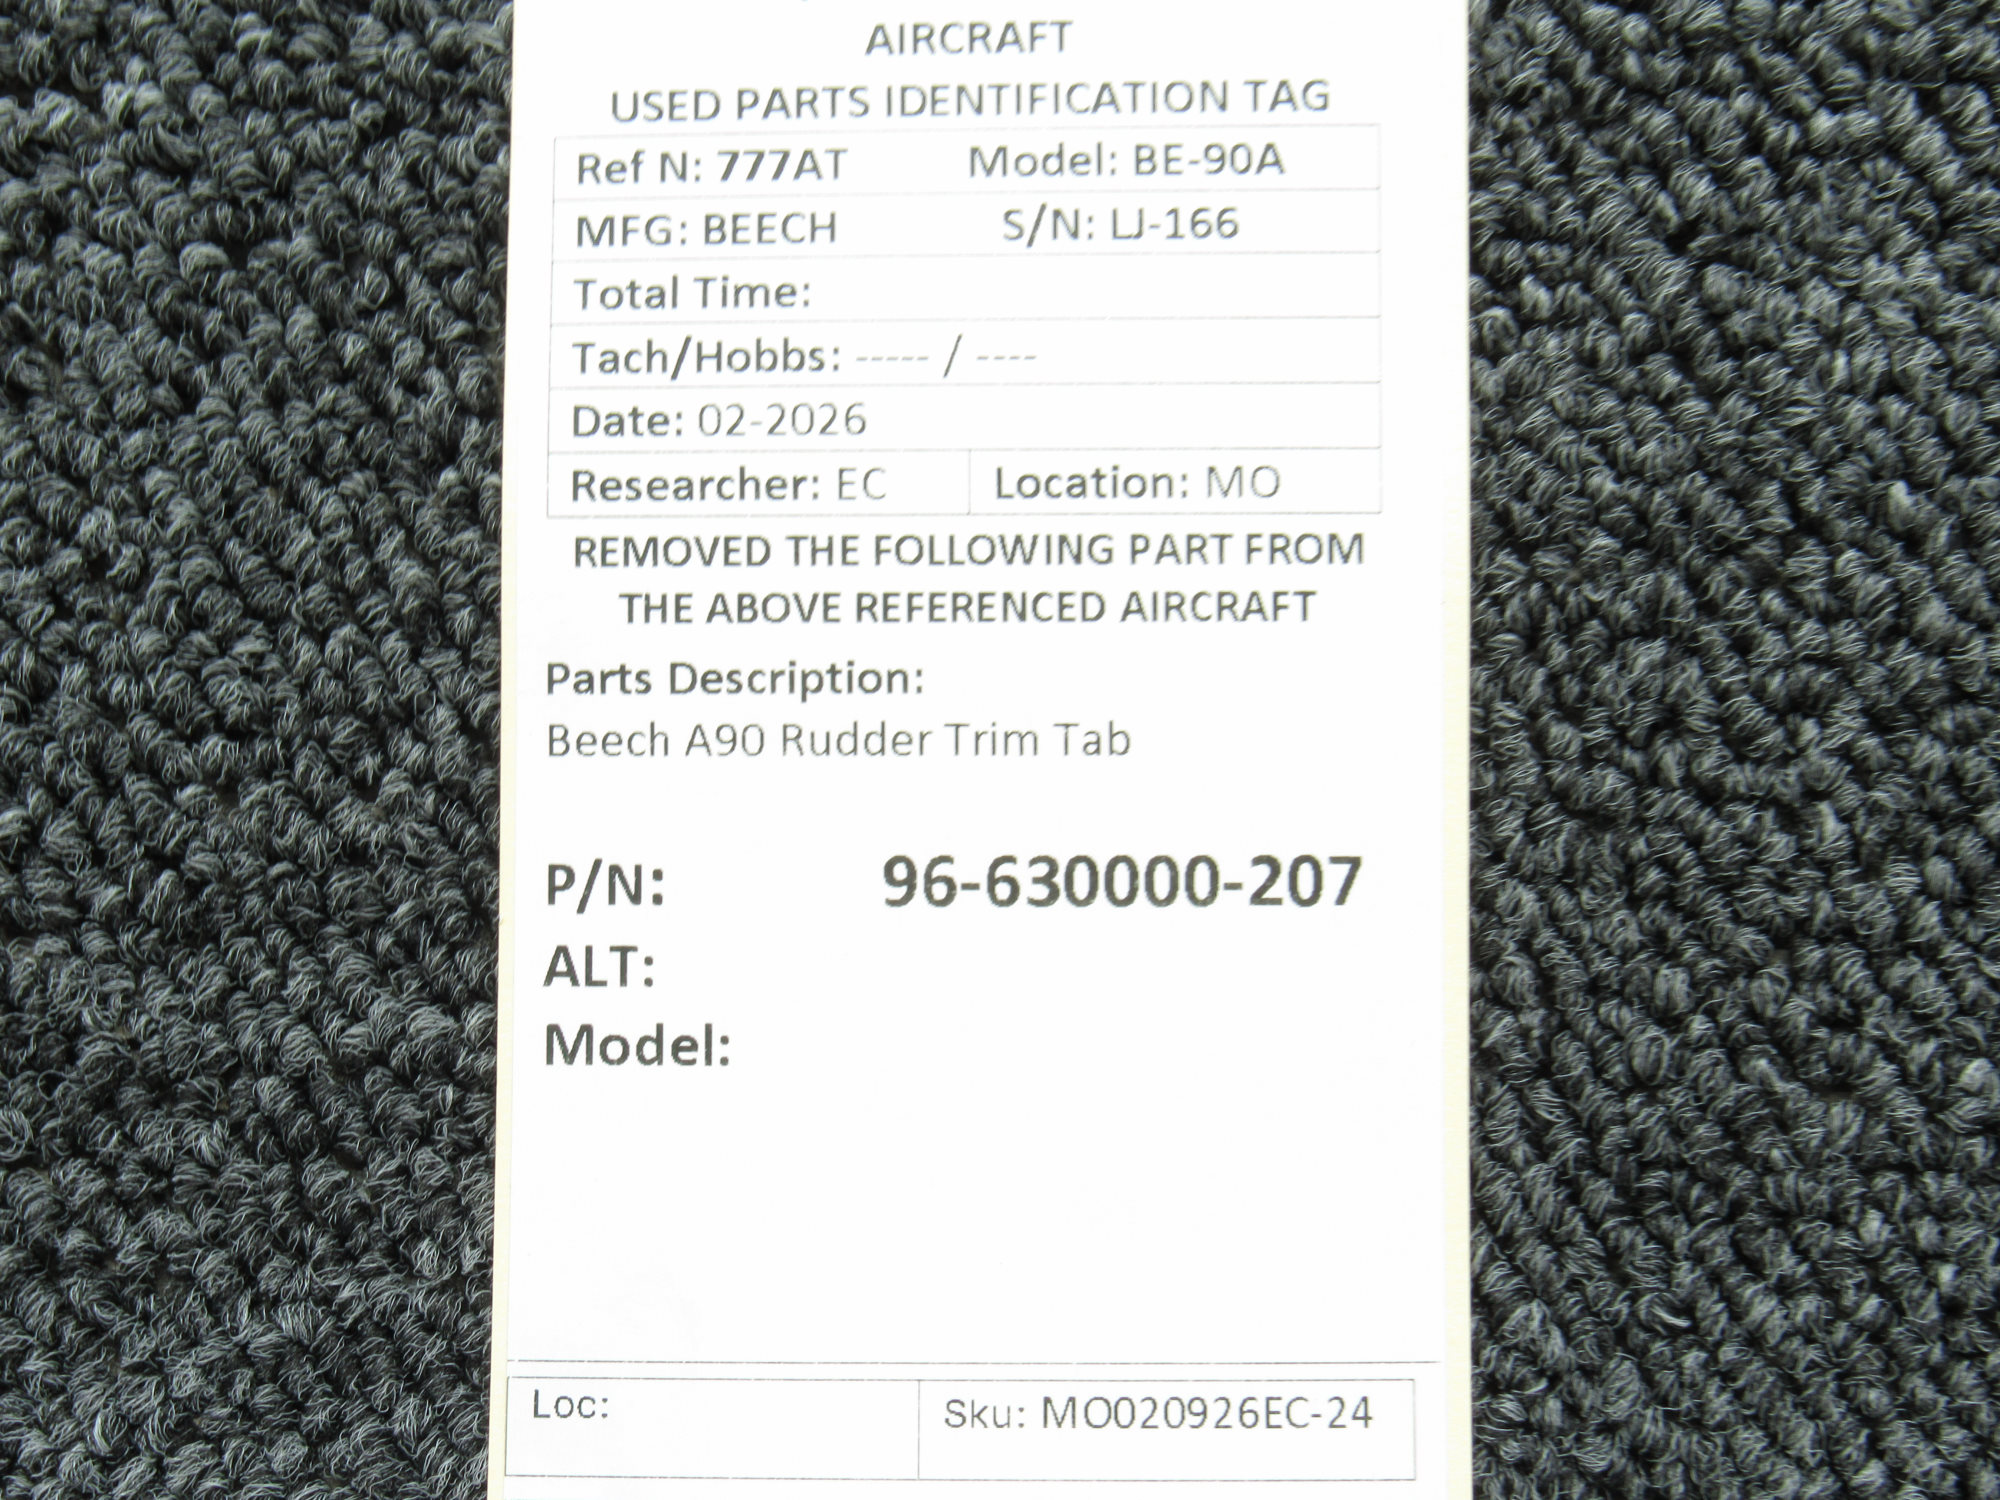 AIRCRAFT
USED PARTS IDENTIFICATION TAG
Ref N: 777AT Model: BE-90A
MFG: BEECH S/N: LJ-166
Total Time:
Tach/Hobbs: ----- / ----
Date: 02-2026
Researcher: EC Location: MO
REMOVED THE FOLLOWING PART FROM
THE ABOVE REFERENCED AIRCRAFT
Parts Description:
Beech A90 Rudder Trim Tab
P/N: 96-630000-207
ALT:
Model:
Loc: Sku: MO020926EC-24